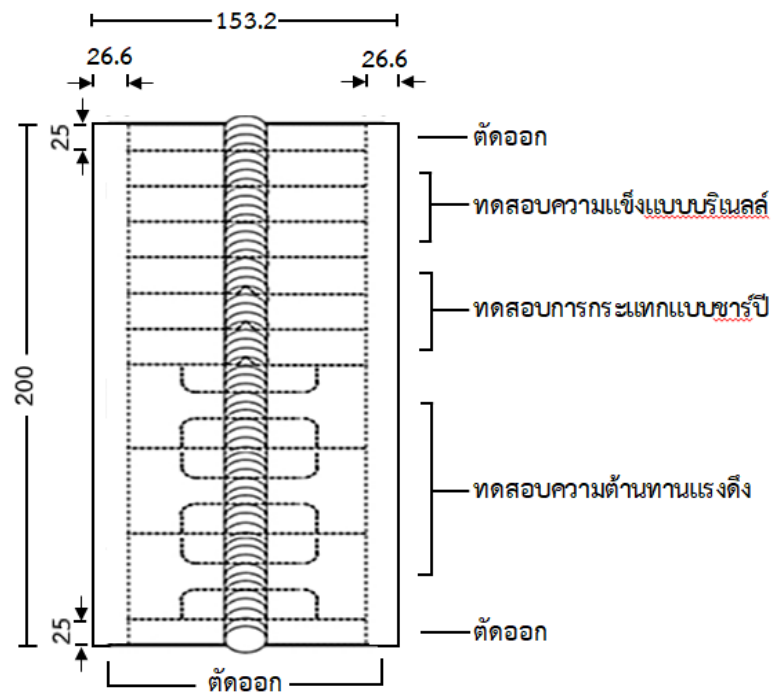 153.2
26.6
26.6
25
ตัดออก
ทดสอบความแข็งแบบบริเนลล์
ทดสอบการกระแทกแบบชาร์ปี
200
ทดสอบความต้านทานแรงดึง
25
ตัดออก
ตัดออก